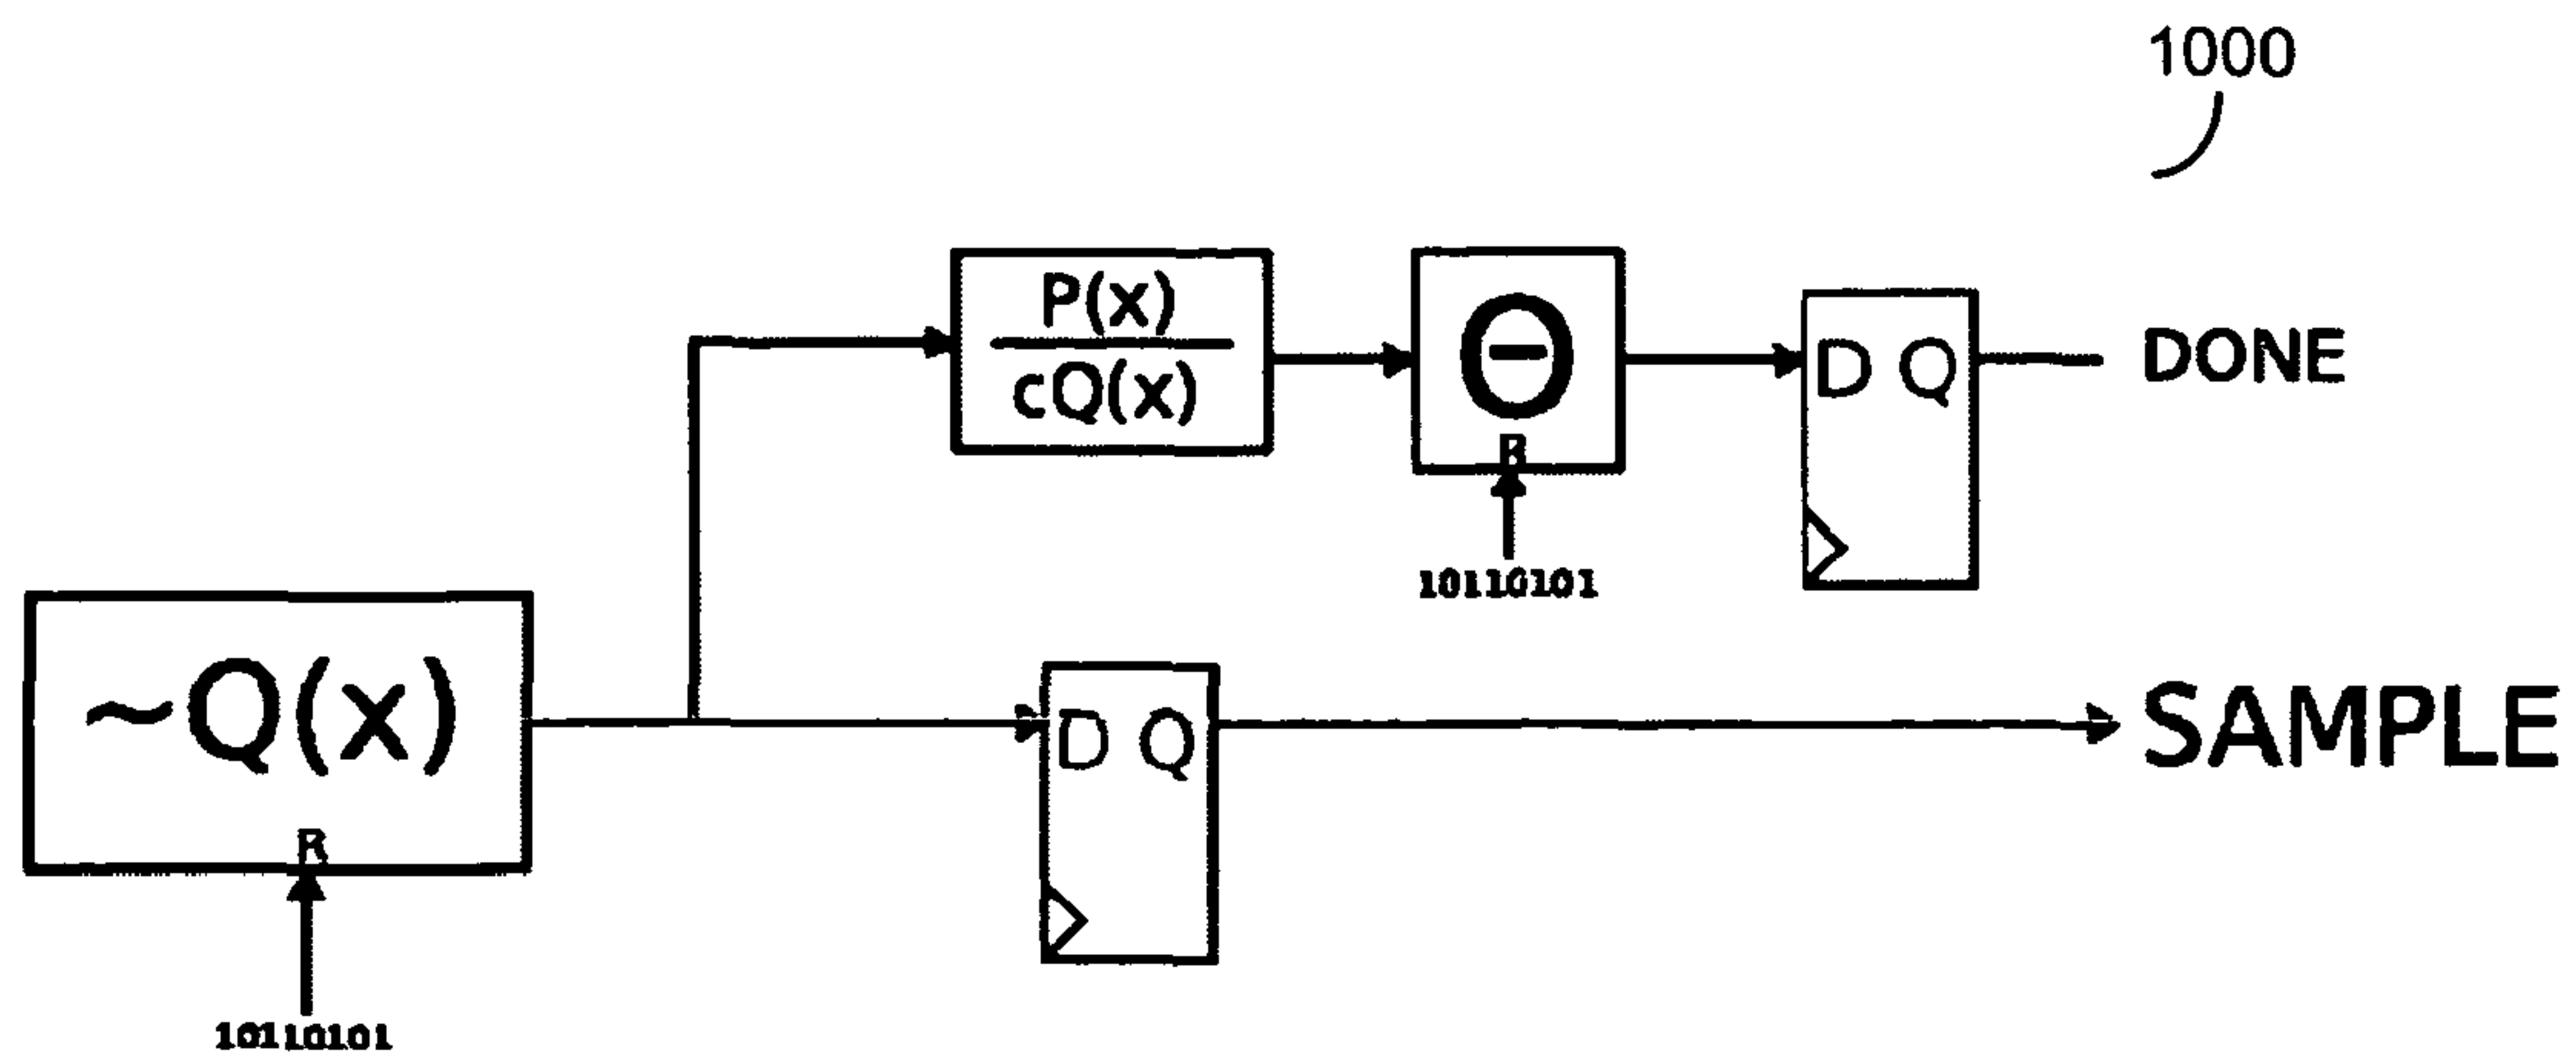 1000
P(x)
cQ(x)
Θ
R
10110101
D Q
DONE
~Q(x)
R
10110101
D Q
SAMPLE